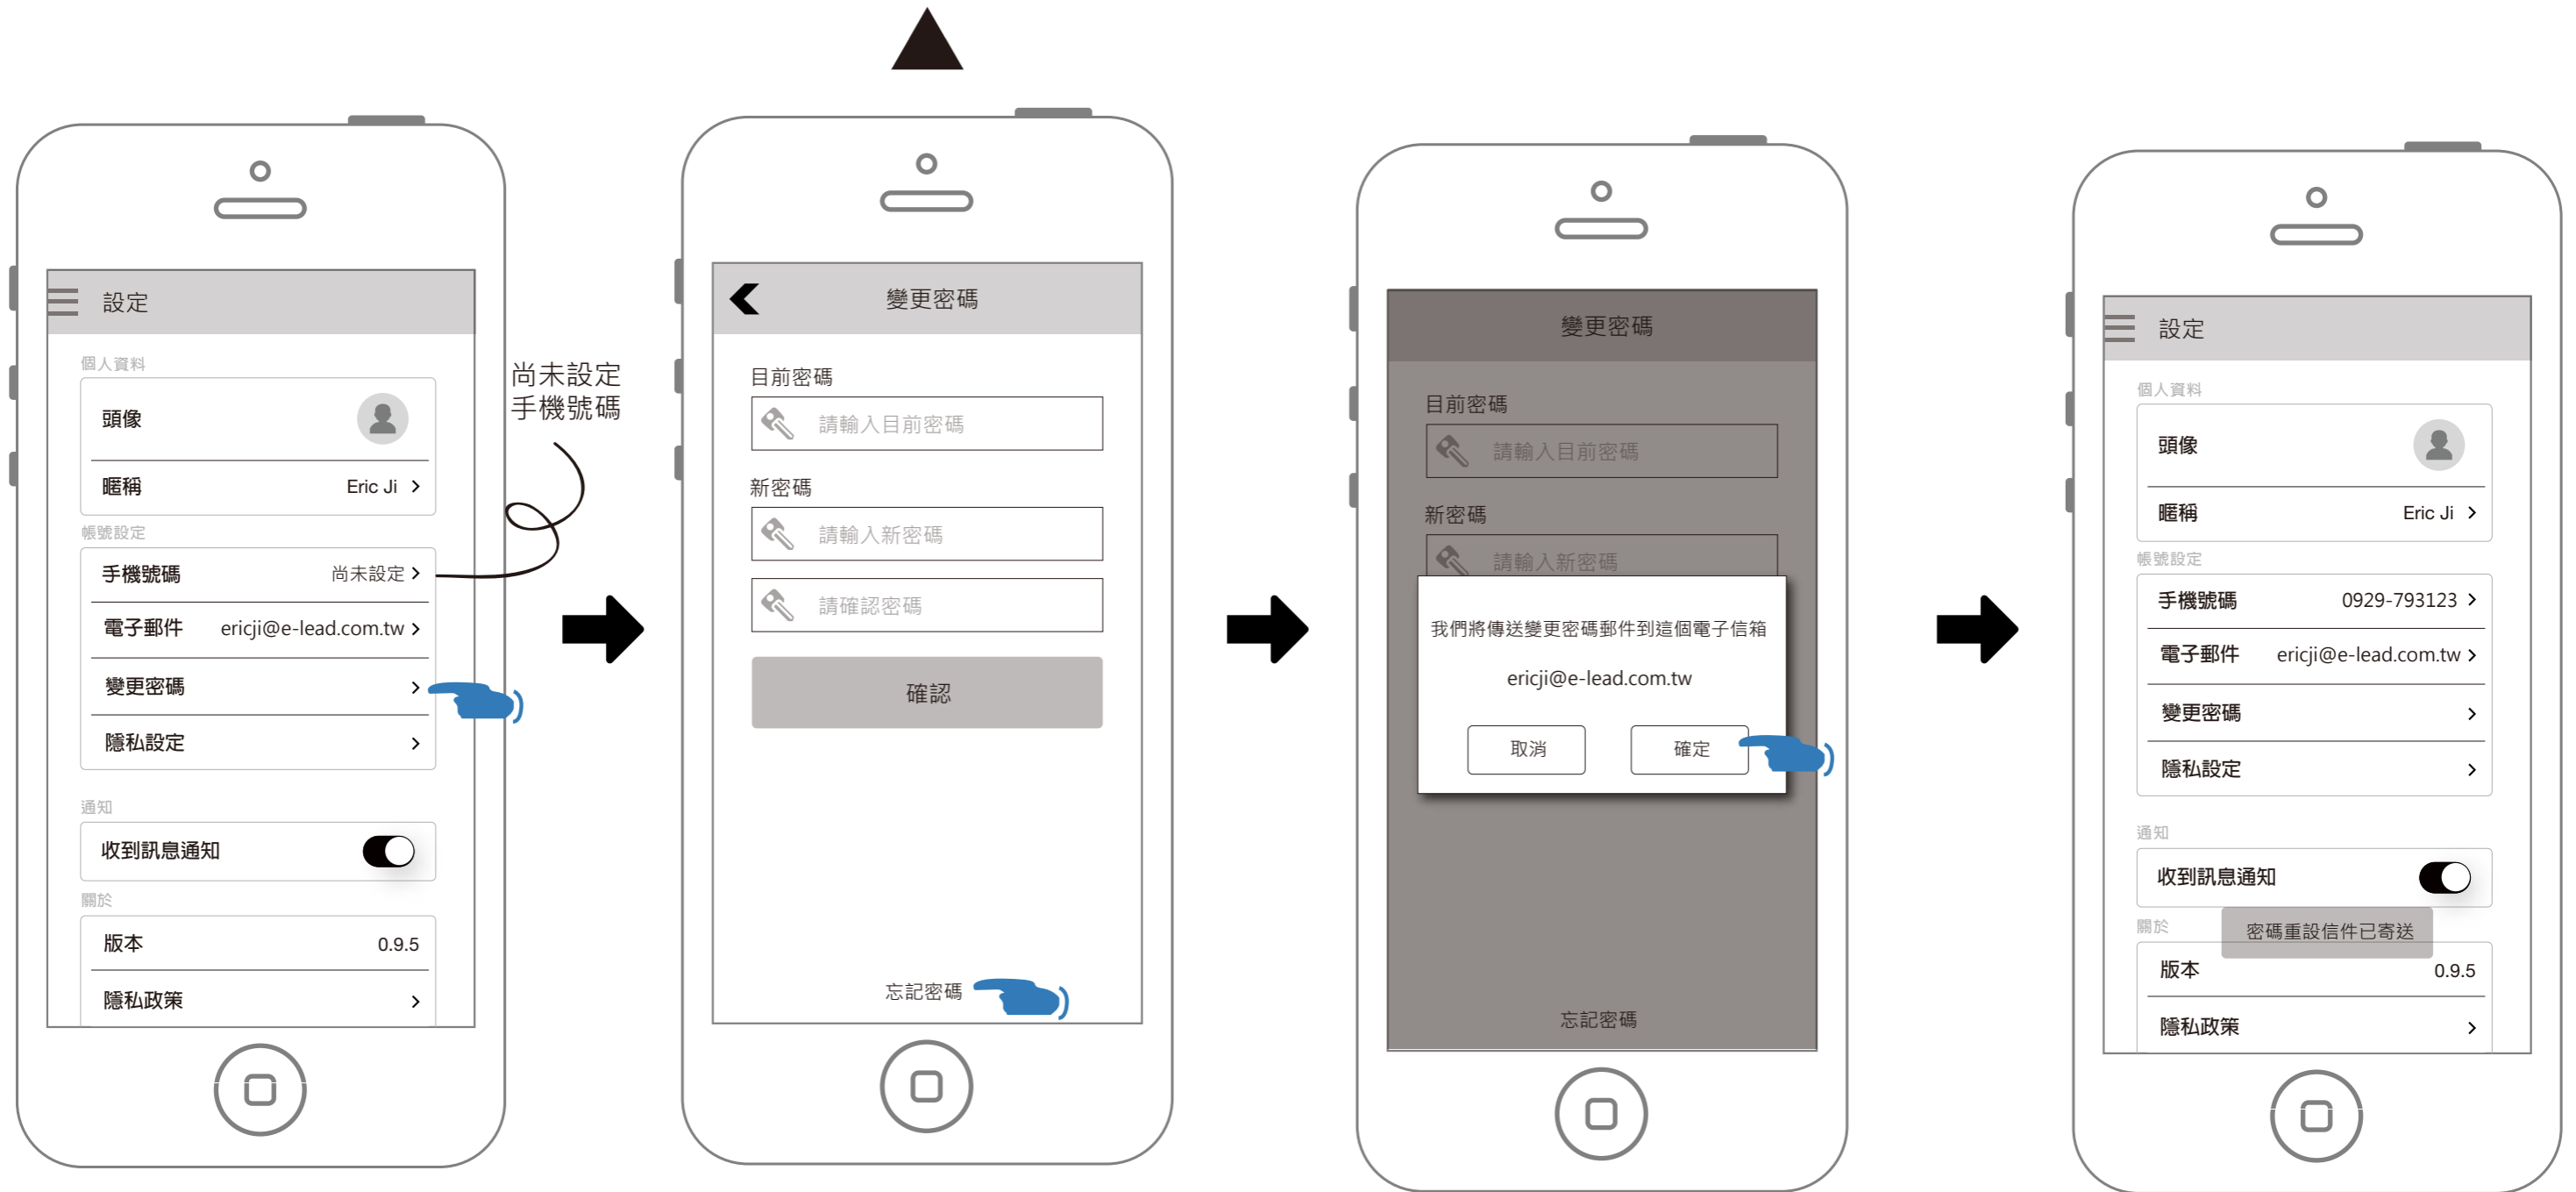 設定
個人資料
頭像
暱稱 Eric Ji
帳號設定
手機號碼 尚未設定
電子郵件 ericji@e-lead.com.tw
變更密碼
隱私設定
通知
收到訊息通知
關於
版本 0.9.5
隱私政策
尚未設定
手機號碼
變更密碼
目前密碼
請輸入目前密碼
新密碼
請輸入新密碼
請確認密碼
確認
忘記密碼
變更密碼
目前密碼
請輸入目前密碼
新密碼
請輸入新密碼
我們將傳送變更密碼郵件到這個電子信箱
ericji@e-lead.com.tw
取消 確定
忘記密碼
設定
個人資料
頭像
暱稱 Eric Ji
帳號設定
手機號碼 0929-793123
電子郵件 ericji@e-lead.com.tw
變更密碼
隱私設定
通知
收到訊息通知
關於
密碼重設信件已寄送
版本 0.9.5
隱私政策